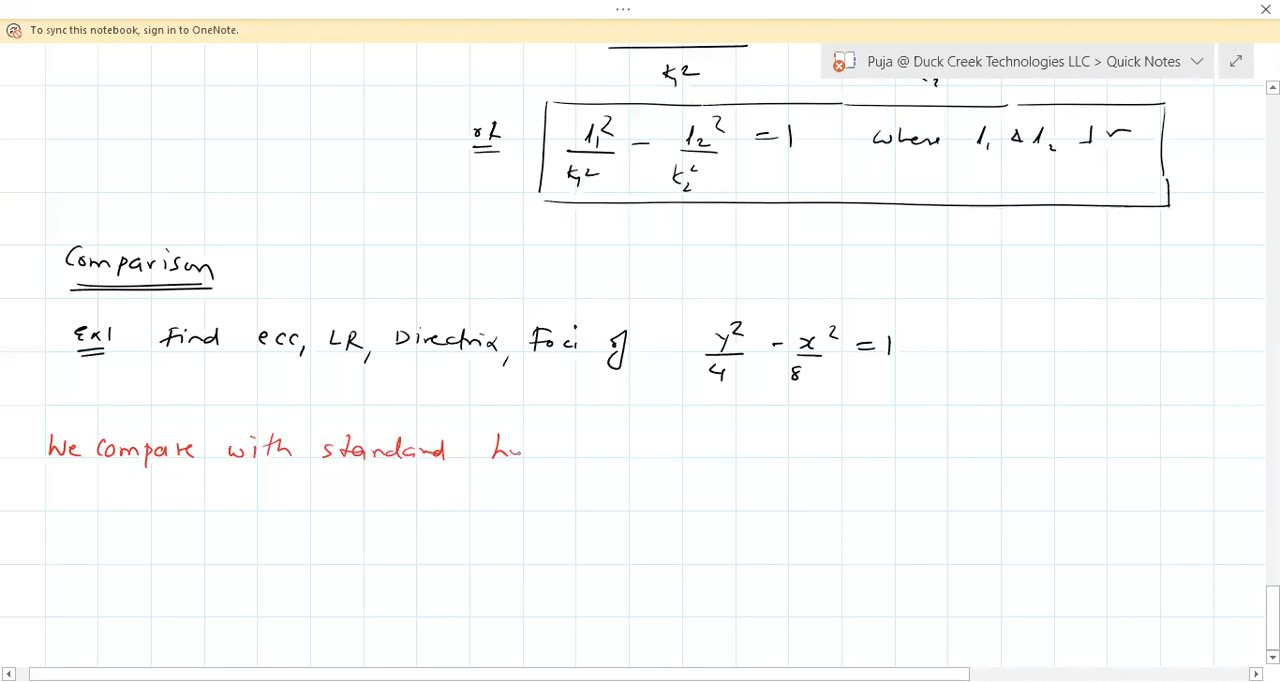 To sync this notebook, sign in to OneNote.
Puja @ Duck Creek Technologies LLC > Quick Notes
k₁²
l₁²/k₁² - l₂²/k₂² = 1 where l₁ & l₂ ⊥r
Comparison
Ex1 Find ecc, LR, Directrix, Foci of y²/4 - x²/8 = 1
We compare with standard hy